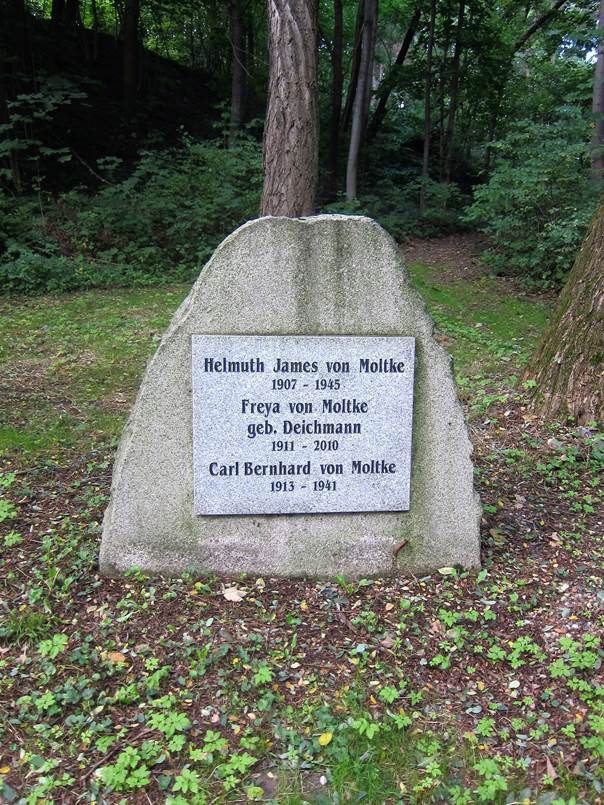 Helmuth James von Moltke
1907 - 1945
Freya von Moltke
geb. Deichmann
1911 - 2010
Carl Bernhard von Moltke
1913 - 1941